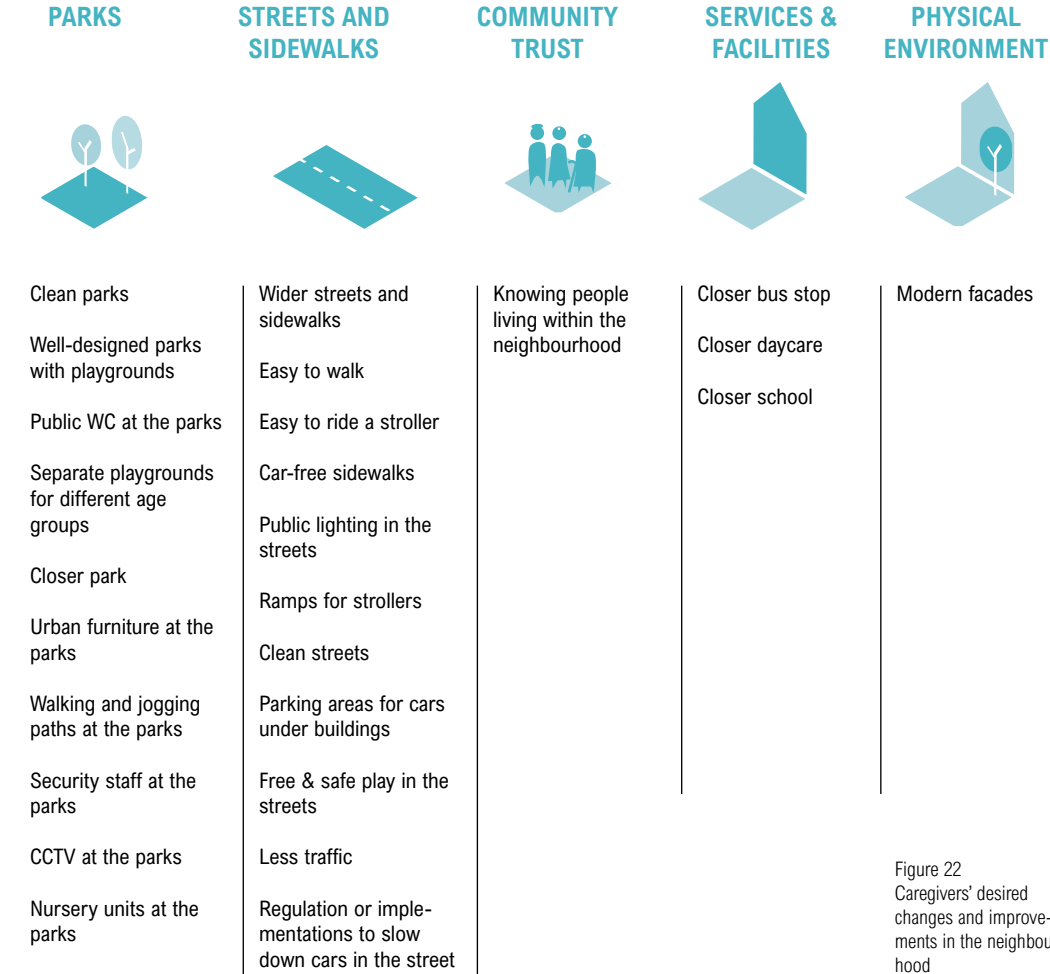 PARKS
STREETS AND
SIDEWALKS
COMMUNITY
TRUST
SERVICES &
FACILITIES
PHYSICAL
ENVIRONMENT
Clean parks
Well-designed parks
with playgrounds
Public WC at the parks
Separate playgrounds
for different age
groups
Closer park
Urban furniture at the
parks
Walking and jogging
paths at the parks
Security staff at the
parks
CCTV at the parks
Nursery units at the
parks
Wider streets and
sidewalks
Easy to walk
Easy to ride a stroller
Car-free sidewalks
Public lighting in the
streets
Ramps for strollers
Clean streets
Parking areas for cars
under buildings
Free & safe play in the
streets
Less traffic
Regulation or imple-
mentations to slow
down cars in the street
Knowing people
living within the
neighbourhood
Closer bus stop
Closer daycare
Closer school
Modern facades
Figure 22
Caregivers' desired
changes and improve-
ments in the neighbou
hood